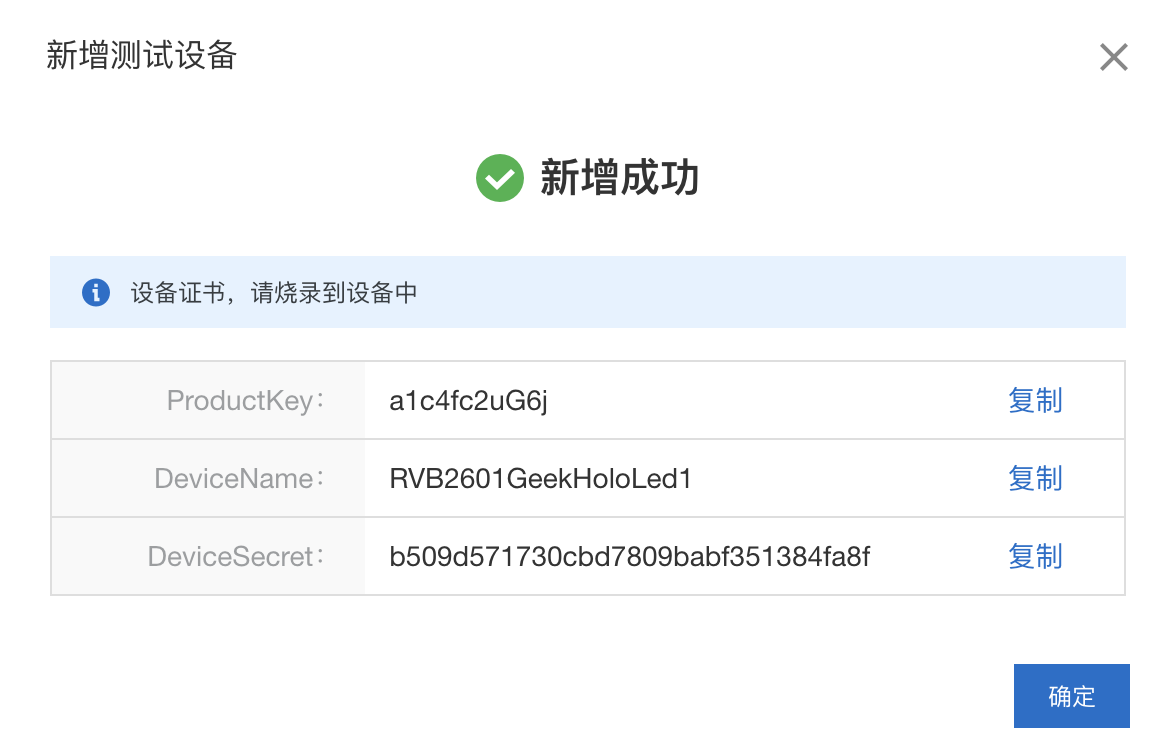 新增测试设备
新增成功
设备证书，请烧录到设备中
ProductKey： a1c4fc2uG6j 复制
DeviceName： RVB2601GeekHoloLed1 复制
DeviceSecret： b509d571730cbd7809babf351384fa8f 复制
确定